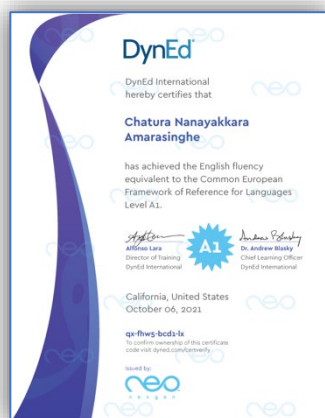 DynEd
DynEd International
hereby certifies that
Chatura Nanayakkara
Amarasinghe
has achieved the English fluency
equivalent to the Common European
Framework of Reference for Languages
Level A1.
A1
Alfonso Lara
Director of Training
DynEd International
Dr. Andrew Blasky
Chief Learning Officer
DynEd International
California, United States
October 06, 2021
qx-fhw5-bcd1-lx
To confirm ownership of this certificate
code visit dyned.com/certverify
issued by:
neo